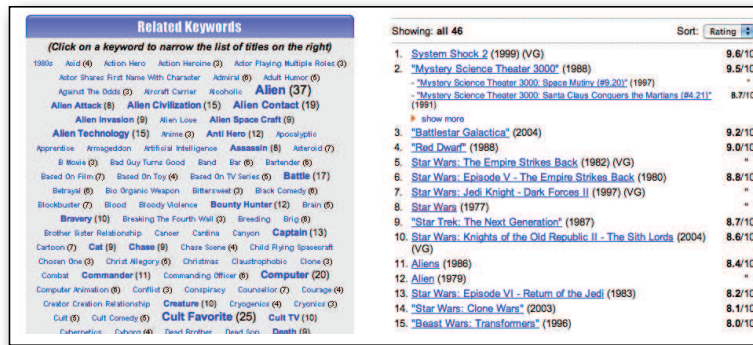 Related Keywords
(Click on a keyword to narrow the list of titles on the right)
1980s Acid (4) Action Hero Action Heroine (3) Actor Playing Multiple Roles (3)
Actor Shares First Name With Character Admiral (6) Adult Humor (5)
Against The Odds (3) Aircraft Carrier Alcoholic Alien (37)
Alien Attack (8) Alien Civilization (15) Alien Contact (19)
Alien Invasion (9) Alien Love Alien Space Craft (9)
Alien Technology (15) Anime (3) Anti Hero (12) Apocalyptic
Apprentice Armageddon Artificial Intelligence Assassin (8) Asteroid (7)
B Movie (3) Bad Guy Turns Good Band Bar (6) Bartender (6)
Based On Film (7) Based On Toy (4) Based On TV Series (5) Battle (17)
Betrayal (6) Bio Organic Weapon Bittersweet (3) Black Comedy (6)
Blockbuster (7) Blood Bloody Violence Bounty Hunter (12) Brain (5)
Bravery (10) Breaking The Fourth Wall (3) Breeding Brig (6)
Brother Sister Relationship Cancer Cantina Canyon Captain (13)
Cartoon (7) Cat (9) Chase (9) Chase Scene (4) Child Flying Spacecraft
Chosen One (3) Christ Allegory (5) Christmas Claustrophobic Clone (3)
Combat Commander (11) Commanding Officer (6) Computer (20)
Computer Animation (6) Conflict (3) Conspiracy Counsellor (7) Courage (4)
Creator Creation Relationship Creature (10) Cryogenics (4) Cryonics (3)
Cult (5) Cult Comedy (5) Cult Favorite (25) Cult TV (10)
Cybernetics Cyborg (4) Dead Brother Dead Son Death (9)
Showing: all 46 Sort: Rating
1. System Shock 2 (1999) (VG) 9.6/10
2. "Mystery Science Theater 3000" (1988) 9.5/10
- "Mystery Science Theater 3000: Space Mutiny (#9.20)" (1997) "
- "Mystery Science Theater 3000: Santa Claus Conquers the Martians (#4.21)" 8.7/10
(1991)
show more
3. "Battlestar Galactica" (2004) 9.2/10
4. "Red Dwarf" (1988) 9.0/10
5. Star Wars: The Empire Strikes Back (1982) (VG) "
6. Star Wars: Episode V - The Empire Strikes Back (1980) 8.8/10
7. Star Wars: Jedi Knight - Dark Forces II (1997) (VG) "
8. Star Wars (1977) "
9. "Star Trek: The Next Generation" (1987) 8.7/10
10. Star Wars: Knights of the Old Republic II - The Sith Lords (2004) 8.6/10
(VG)
11. Aliens (1986) 8.4/10
12. Alien (1979) "
13. Star Wars: Episode VI - Return of the Jedi (1983) 8.2/10
14. "Star Wars: Clone Wars" (2003) 8.1/10
15. "Beast Wars: Transformers" (1996) 8.0/10